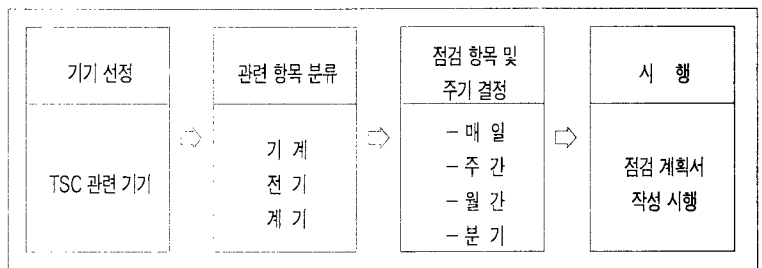 기기 선정
TSC 관련 기기
관련 항목 분류
기 계
전 기
계 기
점검 항목 및
주기 결정
- 매 일
- 주 간
- 월 간
- 분 기
시 행
점검 계획서
작성 시행